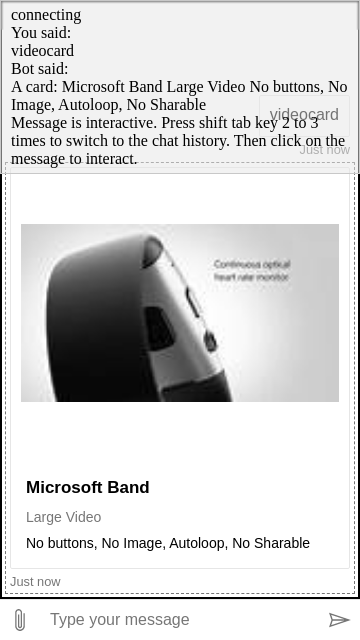 connecting
You said:
videocard
Bot said:
A card: Microsoft Band Large Video No buttons, No
Image, Autoloop, No Sharable
Message is interactive. Press shift tab key 2 to 3
times to switch to the chat history. Then click on the
message to interact.
videocard
Just now
Continuous optical
heart rate monitor
Microsoft Band
Large Video
No buttons, No Image, Autoloop, No Sharable
Just now
Type your message